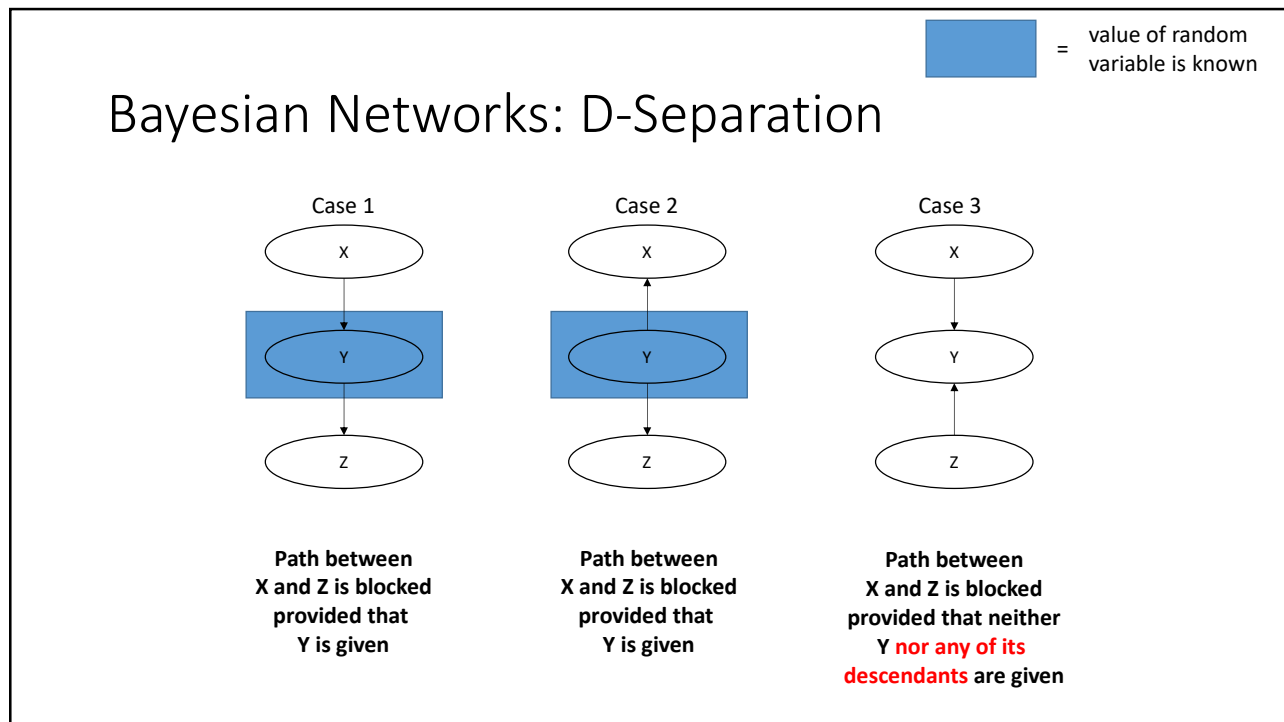 =
value of random
variable is known
Bayesian Networks: D-Separation
Case 1
X
Y
Z
Path between
X and Z is blocked
provided that
Y is given
Case 2
X
Y
Z
Path between
X and Z is blocked
provided that
Y is given
Case 3
X
Y
Z
Path between
X and Z is blocked
provided that neither
Y nor any of its
descendants are given